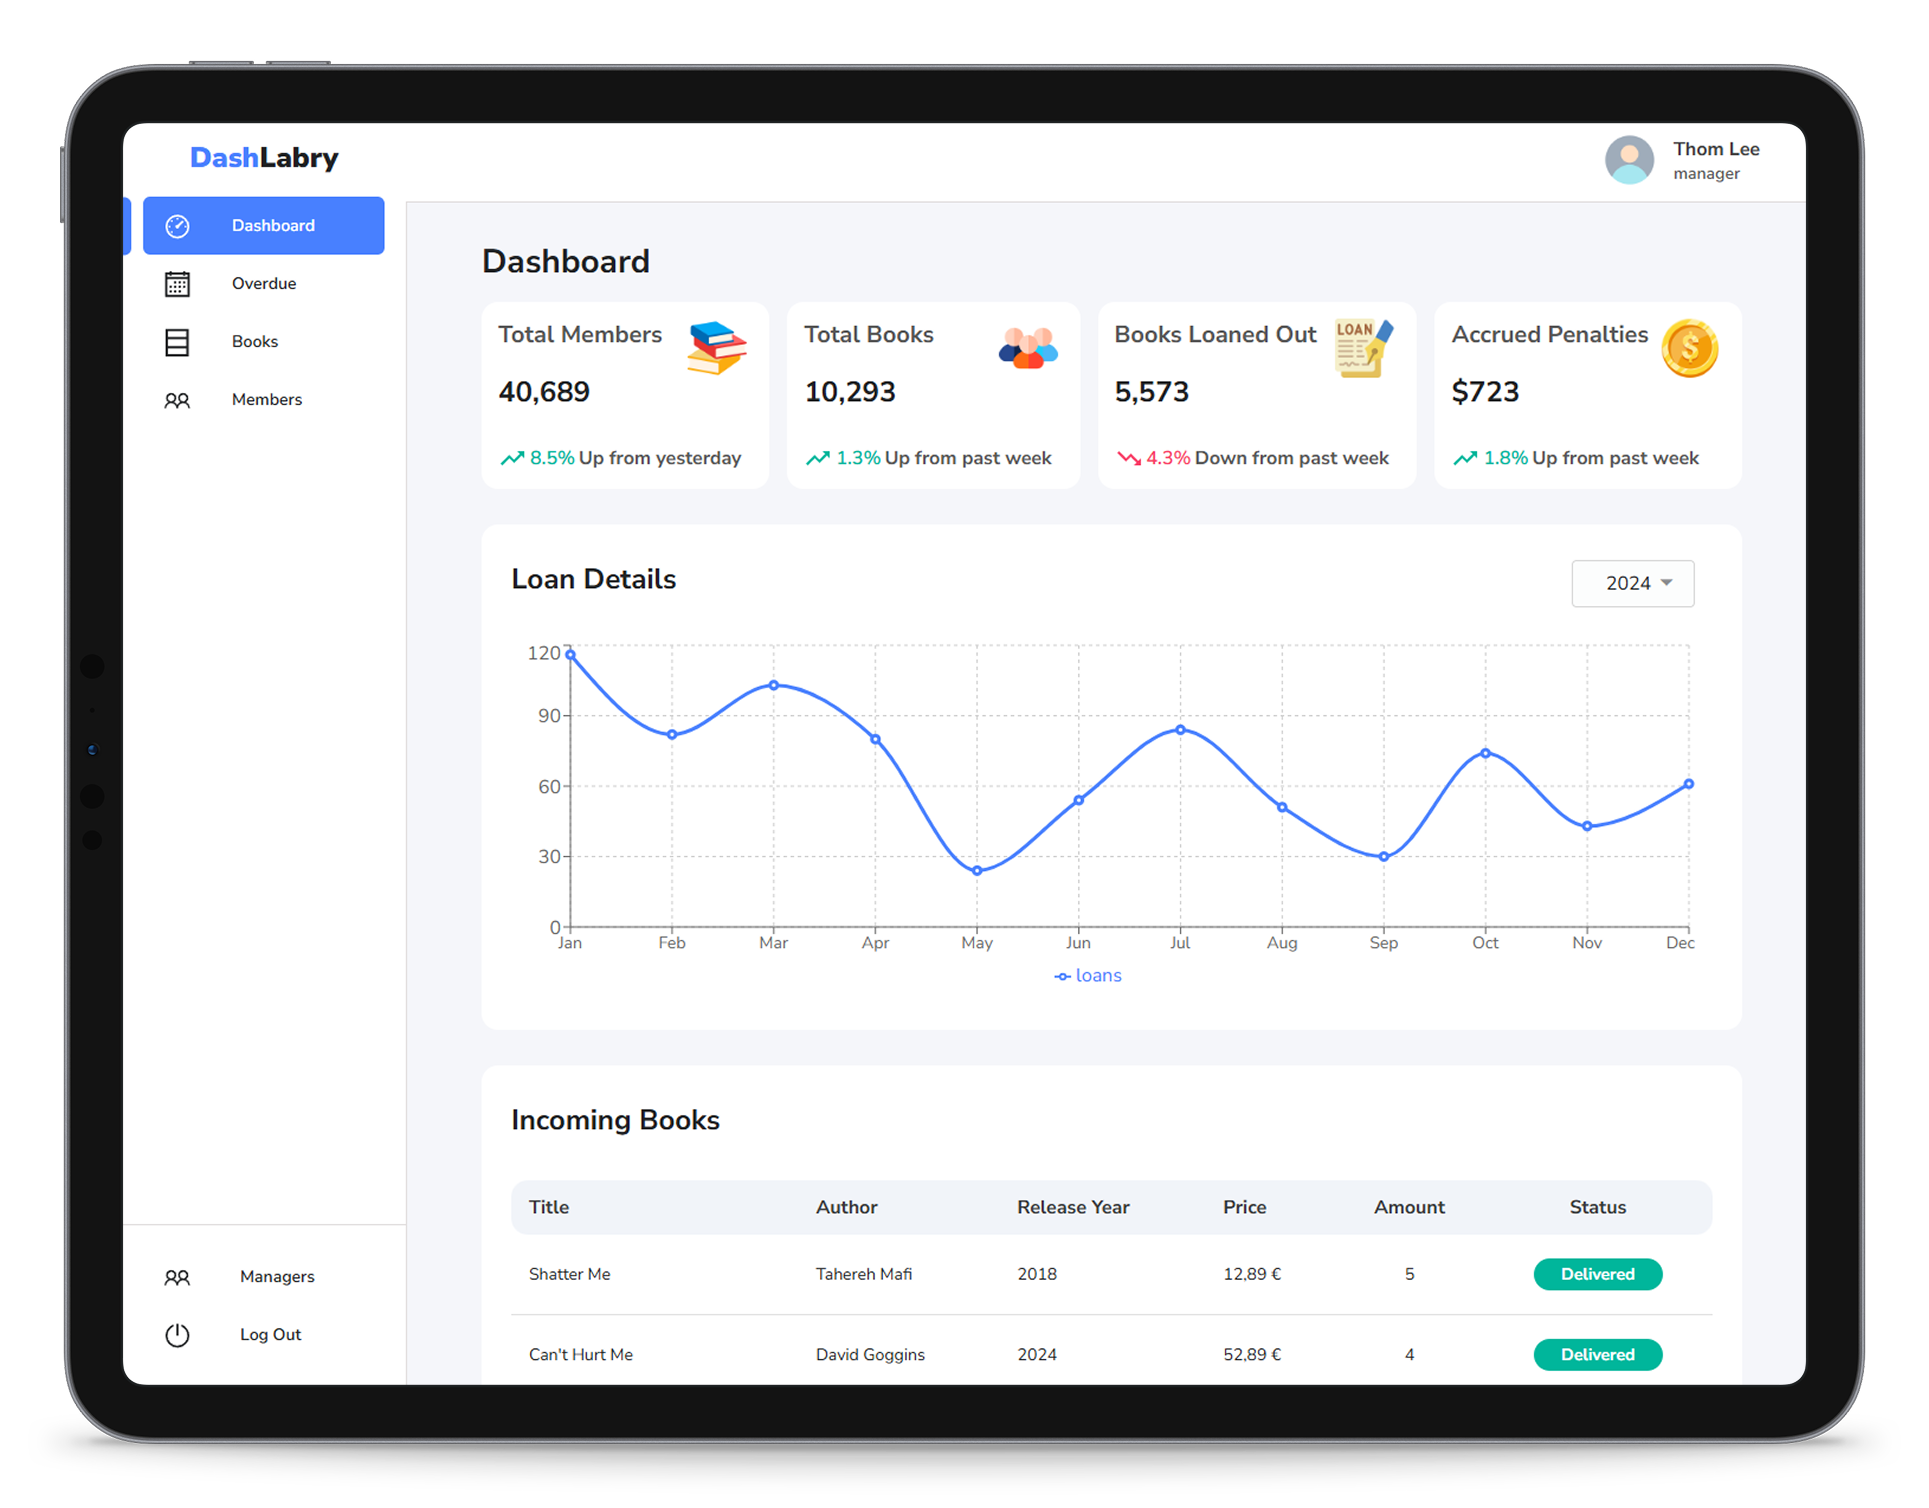 DashLabry
Thom Lee
manager
Dashboard
Overdue
Books
Members
Managers
Log Out
Dashboard
Total Members
40,689
8.5% Up from yesterday
Total Books
10,293
1.3% Up from past week
Books Loaned Out
LOAN
5,573
4.3% Down from past week
Accrued Penalties
$
$723
1.8% Up from past week
Loan Details
2024
120
90
60
30
0
Jan Feb Mar Apr May Jun Jul Aug Sep Oct Nov Dec
loans
Incoming Books
Title Author Release Year Price Amount Status
Shatter Me Tahereh Mafi 2018 12,89 € 5 Delivered
Can't Hurt Me David Goggins 2024 52,89 € 4 Delivered